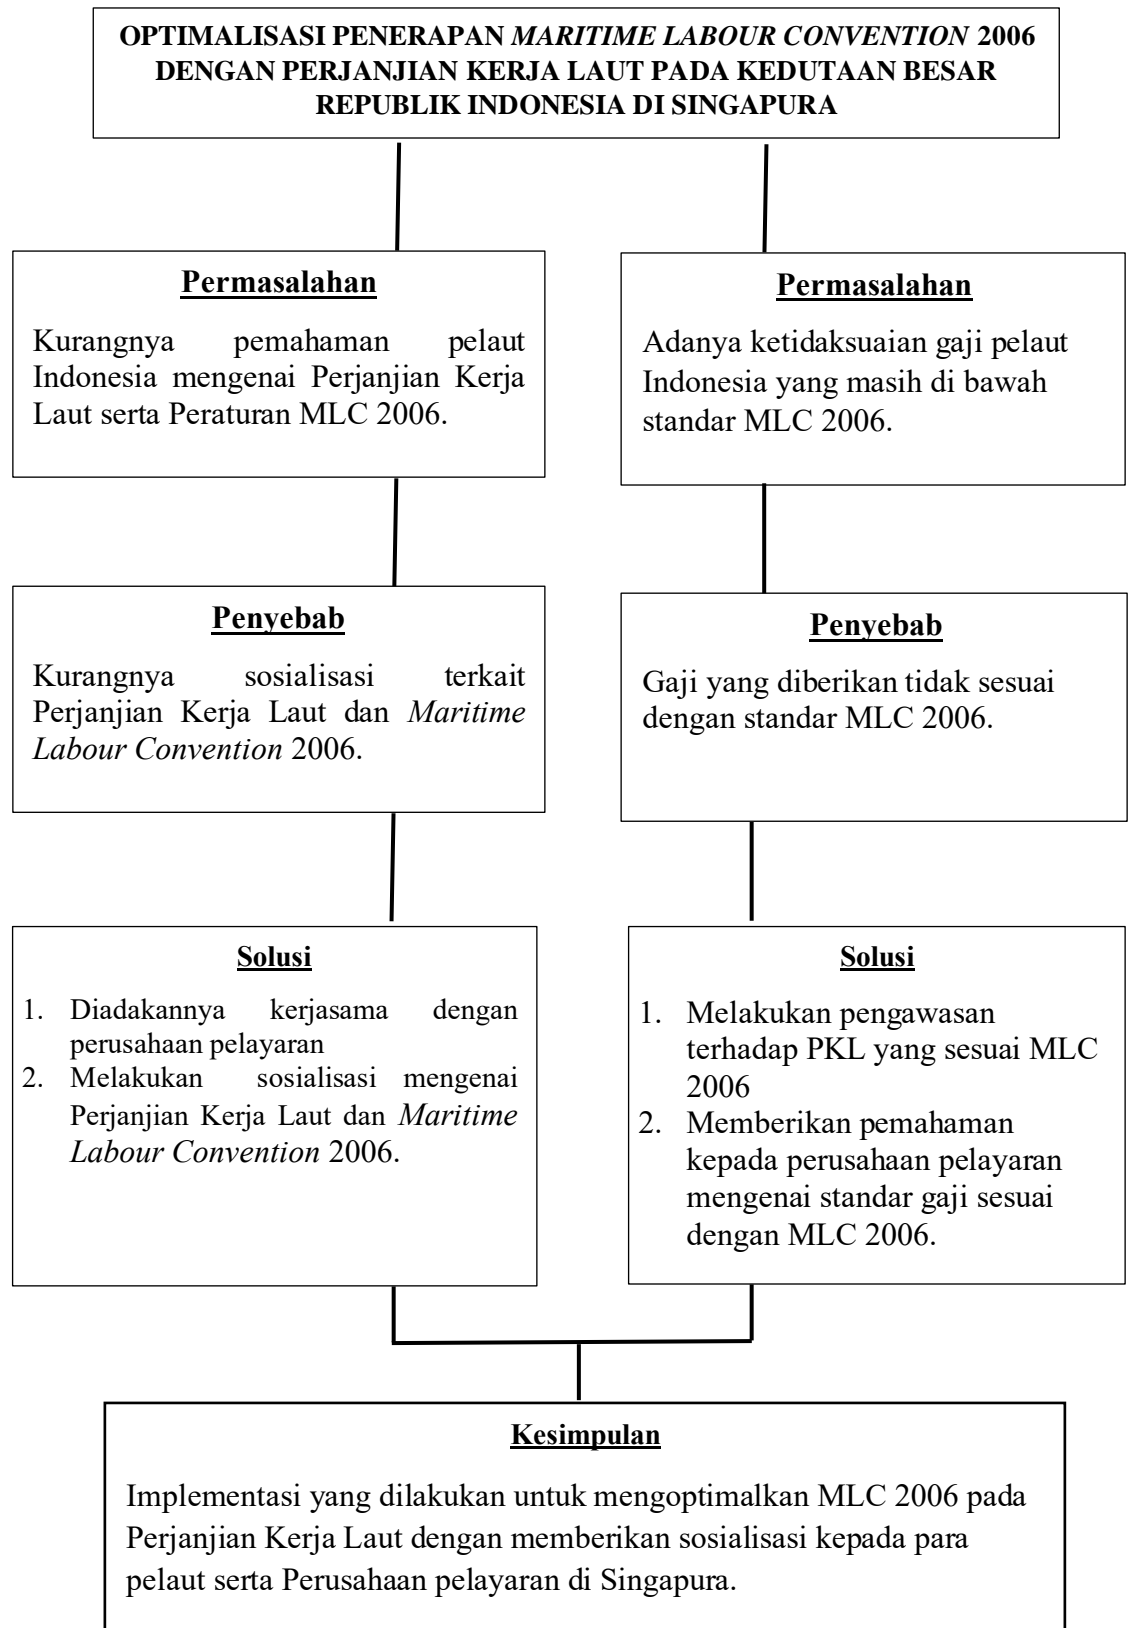 OPTIMALISASI PENERAPAN MARITIME LABOUR CONVENTION 2006
DENGAN PERJANJIAN KERJA LAUT PADA KEDUTAAN BESAR
REPUBLIK INDONESIA DI SINGAPURA
Permasalahan
Kurangnya pemahaman pelaut
Indonesia mengenai Perjanjian Kerja
Laut serta Peraturan MLC 2006.
Permasalahan
Adanya ketidaksuaian gaji pelaut
Indonesia yang masih di bawah
standar MLC 2006.
Penyebab
Kurangnya sosialisasi terkait
Perjanjian Kerja Laut dan Maritime
Labour Convention 2006.
Penyebab
Gaji yang diberikan tidak sesuai
dengan standar MLC 2006.
Solusi
1. Diadakannya kerjasama dengan
perusahaan pelayaran
2. Melakukan sosialisasi mengenai
Perjanjian Kerja Laut dan Maritime
Labour Convention 2006.
Solusi
1. Melakukan pengawasan
terhadap PKL yang sesuai MLC
2006
2. Memberikan pemahaman
kepada perusahaan pelayaran
mengenai standar gaji sesuai
dengan MLC 2006.
Kesimpulan
Implementasi yang dilakukan untuk mengoptimalkan MLC 2006 pada
Perjanjian Kerja Laut dengan memberikan sosialisasi kepada para
pelaut serta Perusahaan pelayaran di Singapura.